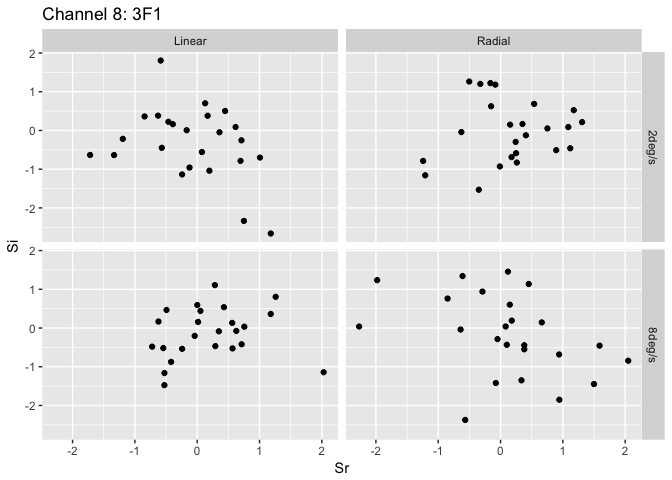 Channel 8: 3F1
Linear
Radial
2
1
0
-1
-2
2deg/s
Si
2
1
0
-1
-2
8deg/s
-2 -1 0 1 2
-2 -1 0 1 2
Sr